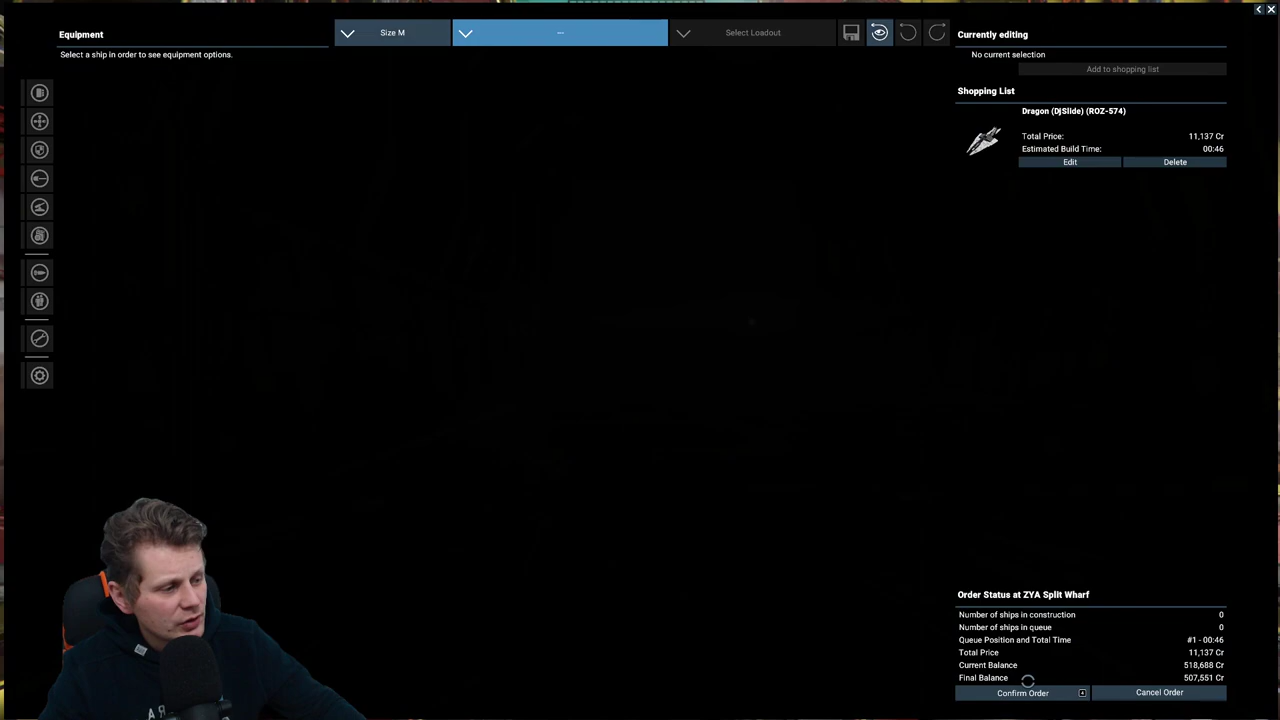 Equipment
Select a ship in order to see equipment options.
Size M
---
Select Loadout
Currently editing
No current selection
Add to shopping list
Shopping List
Dragon (DjSlide) (ROZ-574)
Total Price: 11,137 Cr
Estimated Build Time: 00:46
Edit
Delete
Order Status at ZYA Split Wharf
Number of ships in construction 0
Number of ships in queue 0
Queue Position and Total Time #1 - 00:46
Total Price 11,137 Cr
Current Balance 518,688 Cr
Final Balance 507,551 Cr
Confirm Order
Cancel Order